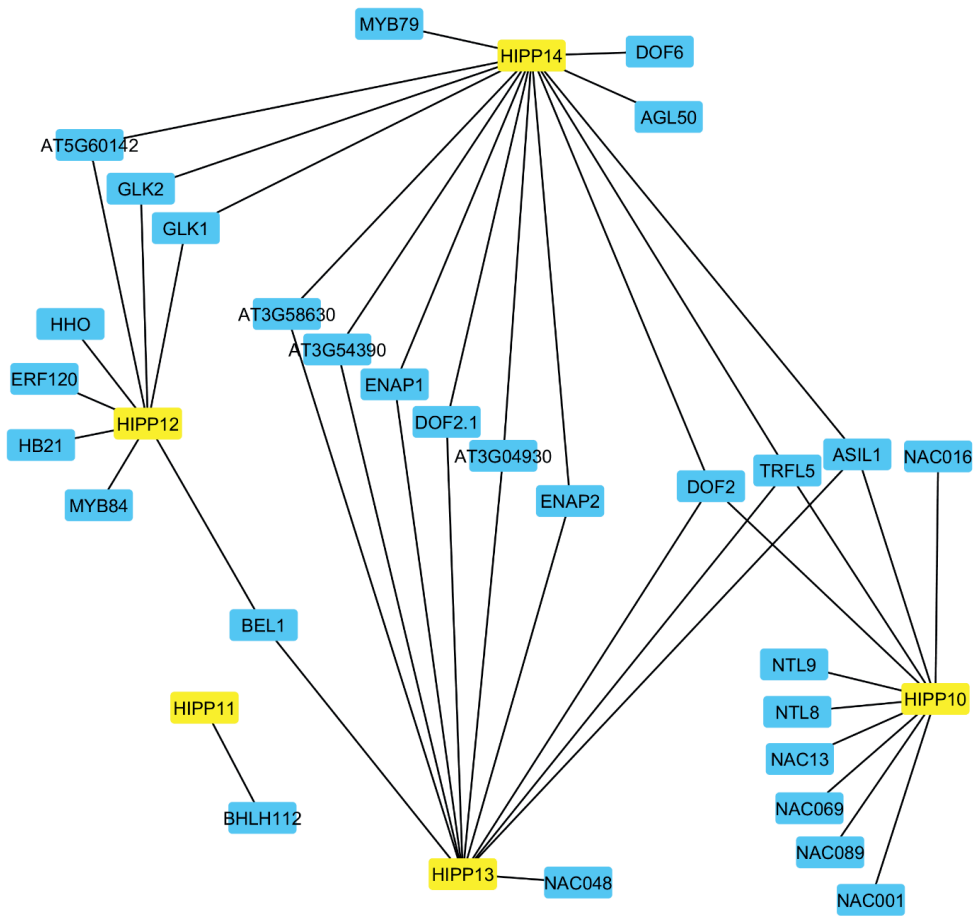 MYB79
HIPP14
DOF6
AGL50
AT5G60142
GLK2
GLK1
AT3G58630
HHO
AT3G54390
ERF120
ENAP1
HIPP12
DOF2.1
HB21
AT3G04930
ASIL1
NAC016
TRFL5
DOF2
MYB84
ENAP2
BEL1
NTL9
HIPP10
HIPP11
NTL8
NAC13
NAC069
BHLH112
NAC089
HIPP13
NAC048
NAC001